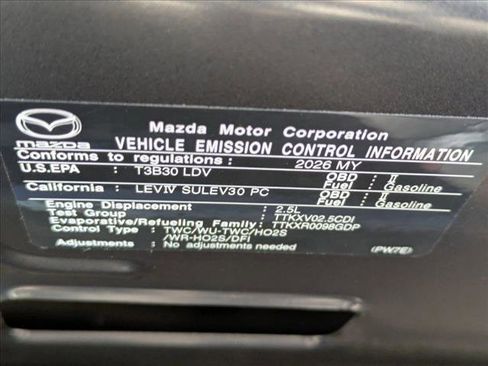 Mazda Motor Corporation
mazda VEHICLE EMISSION CONTROL INFORMATION
Conforms to regulations : 2026 MY
U.S.EPA : T3B30 LDV OBD : II
Fuel : Gasoline
California : LEVIV SULEV30 PC OBD : II
Fuel : Gasoline
Engine Displacement : 2.5L
Test Group : TTKXV02.5CDI
Evaporative/Refueling Family: TTKXR0098GDP
Control Type : TWC/WU-TWC/HO2S
/WR-HO2S/DFI
Adjustments : No adjustments needed (PW7E)